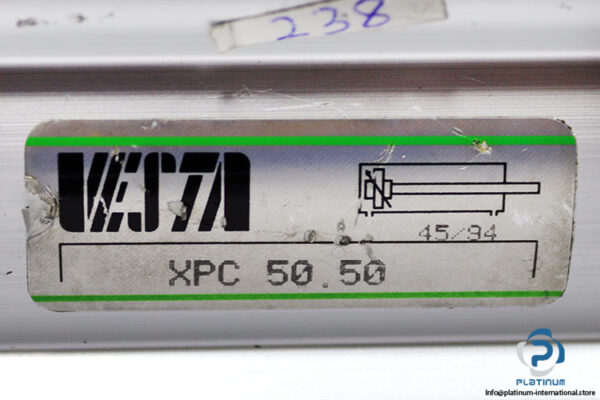 238
VESTA
45/94
XPC 50.50
PLATINUM
Info@platinum-international.store